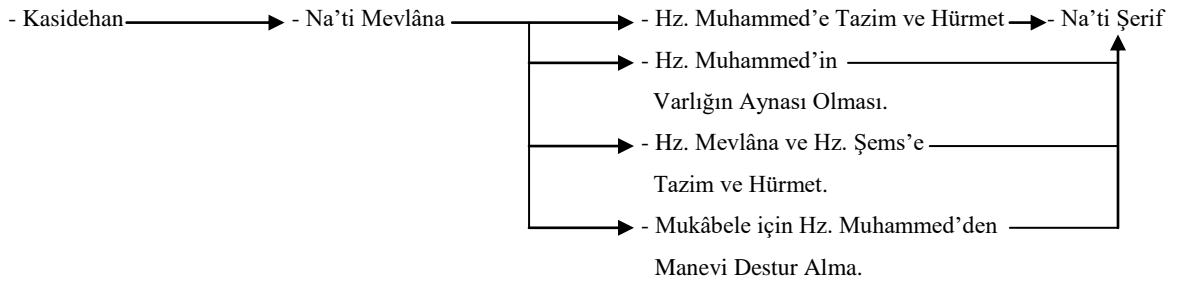 - Kasidehan - Na’ti Mevlâna - Hz. Muhammed’e Tazim ve Hürmet - Na’ti Şerif
- Hz. Muhammed’in
Varlığın Aynası Olması.
- Hz. Mevlâna ve Hz. Şems’e
Tazim ve Hürmet.
- Mukâbele için Hz. Muhammed’den
Manevi Destur Alma.